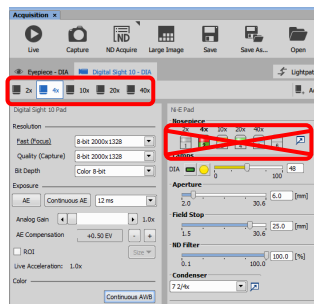 Acquisition ×
Live Capture ND Acquire Large Image Save Save As... Open
Eyepiece - DIA Digital Sight 10 - DIA Lightpat
2x 4x 10x 20x 40x
Digital Sight 10 Pad
Resolution
Fast (Focus) 8-bit 2000x1328
Quality (Capture) 8-bit 2000x1328
Bit Depth Color 8-bit
Exposure
AE Continuous AE 12 ms
Analog Gain 1.0x
AE Compensation +0.50 EV - +
ROI Size
Live Acceleration: 1.0x
Color
Continuous AWB
Ni-E Pad
Nosepiece
2x 4x 10x 20x 40x
Lamps
DIA 48
0 100
Aperture
6.0 [mm]
2.0 30.6
Field Stop
25.0 [mm]
1.5 30.6
ND Filter
100.0 [%]
0.1 100.0
Condenser
7 2/4x